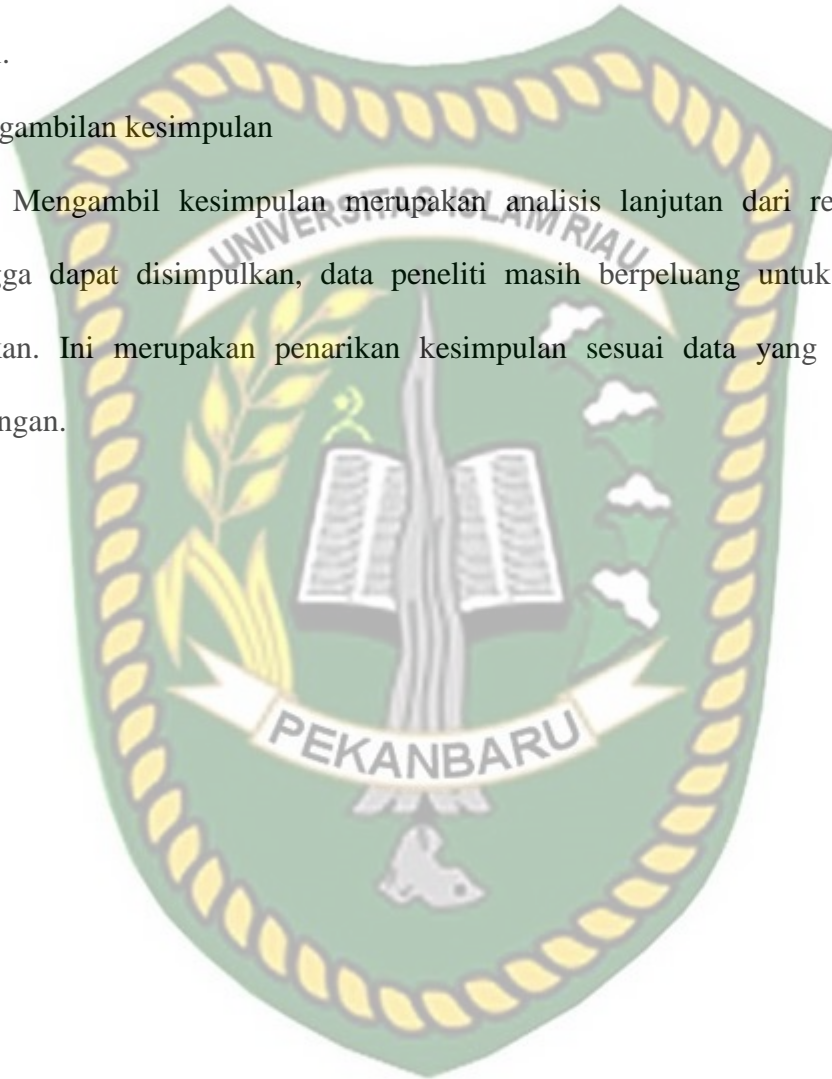 .
gambilan kesimpulan
Mengambil kesimpulan merupakan analisis lanjutan dari re
UNIVERSITAS ISLAM RIAU
gga dapat disimpulkan, data peneliti masih berpeluang untuk
kan. Ini merupakan penarikan kesimpulan sesuai data yang
ngan.
PEKANBARU